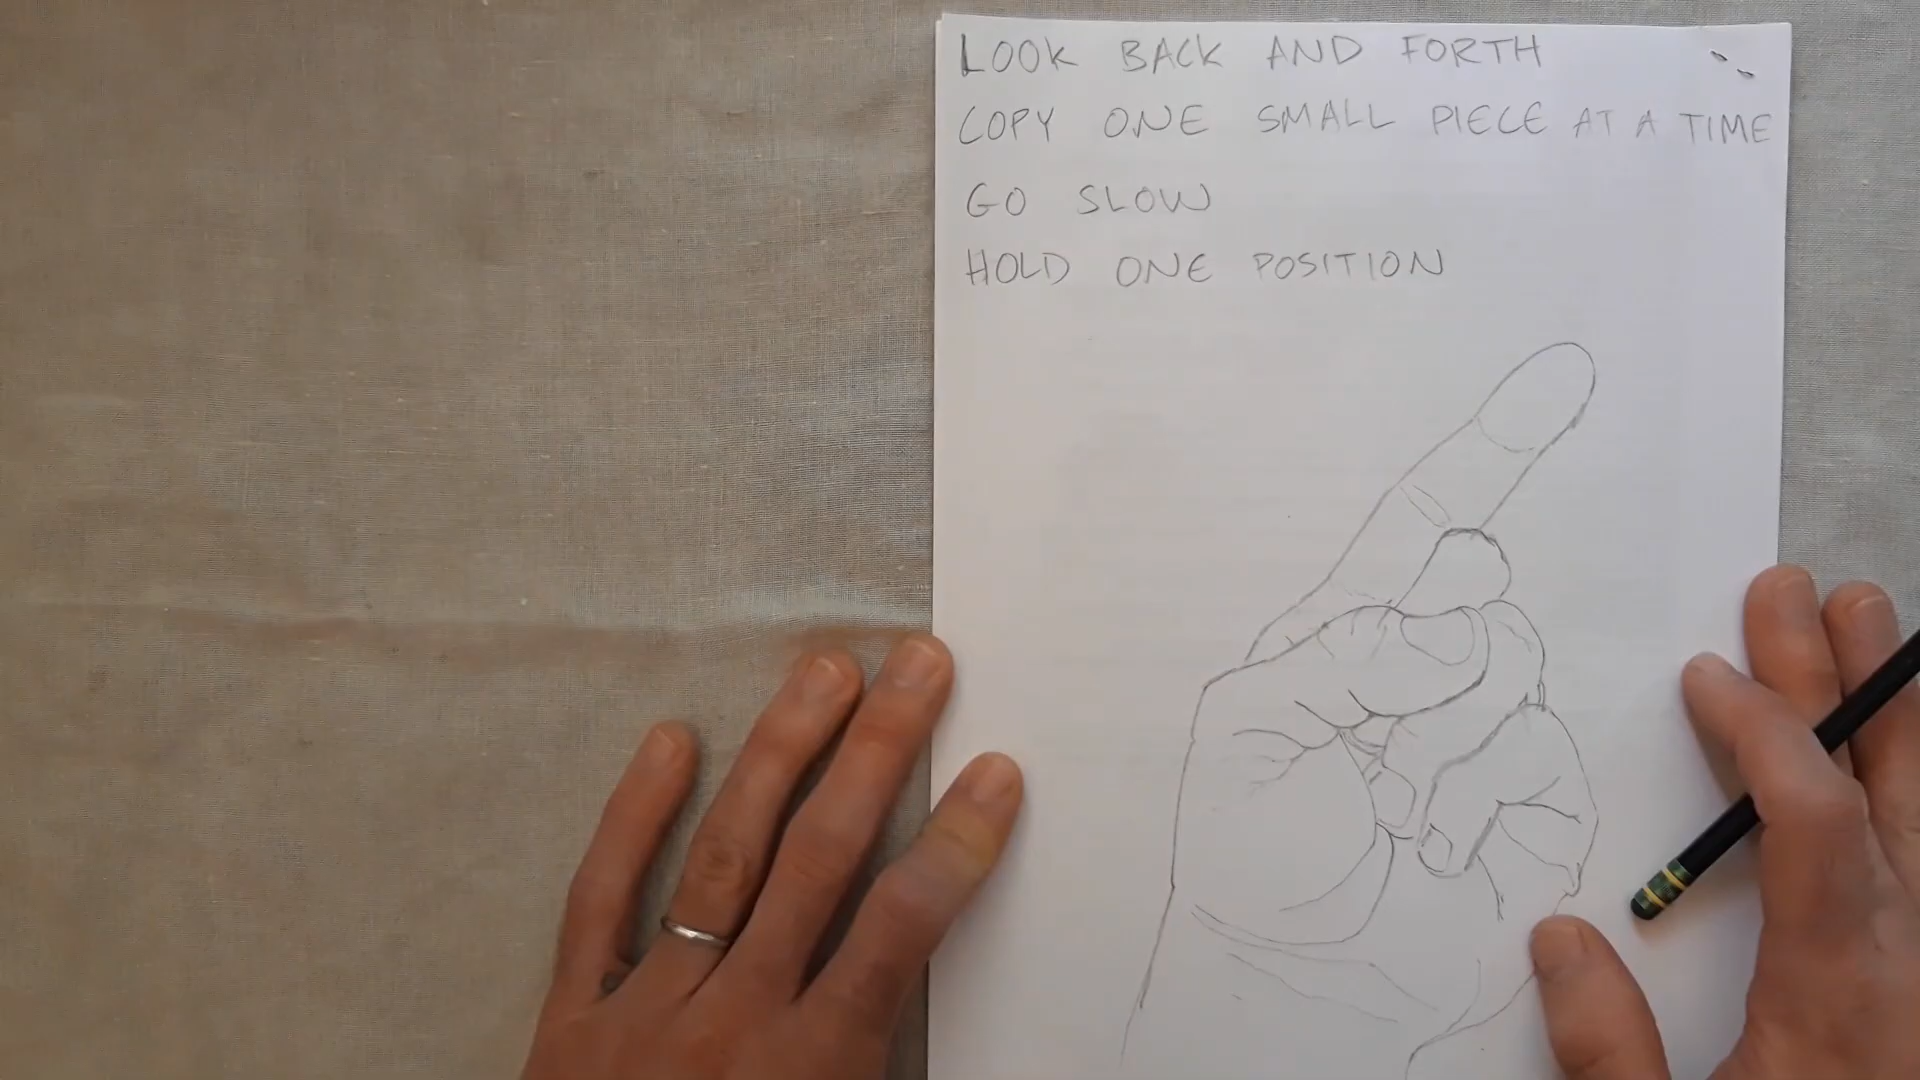 LOOK BACK AND FORTH
COPY ONE SMALL PIECE AT A TIME
GO SLOW
HOLD ONE POSITION